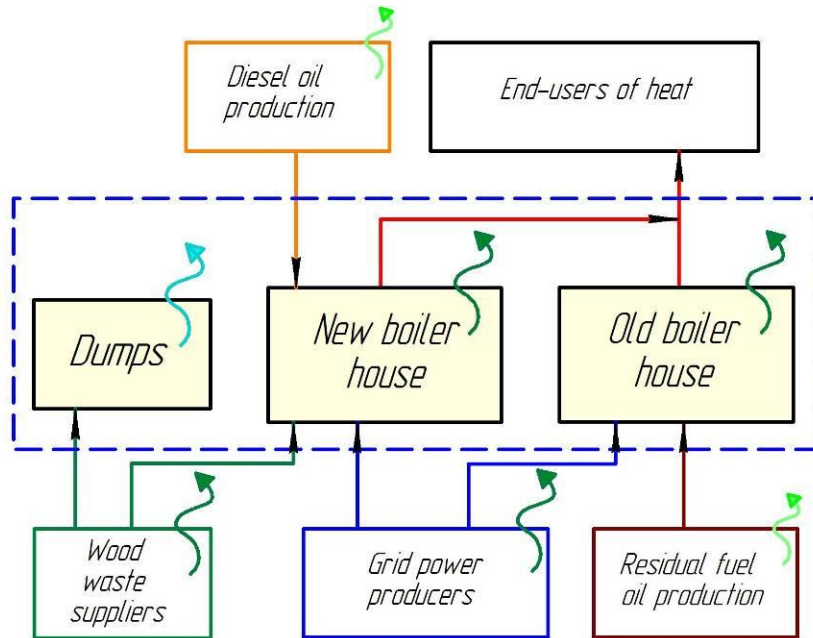 Diesel oil
production
End-users of heat
Dumps
New boiler
house
Old boiler
house
Wood
waste
suppliers
Grid power
producers
Residual fuel
oil production